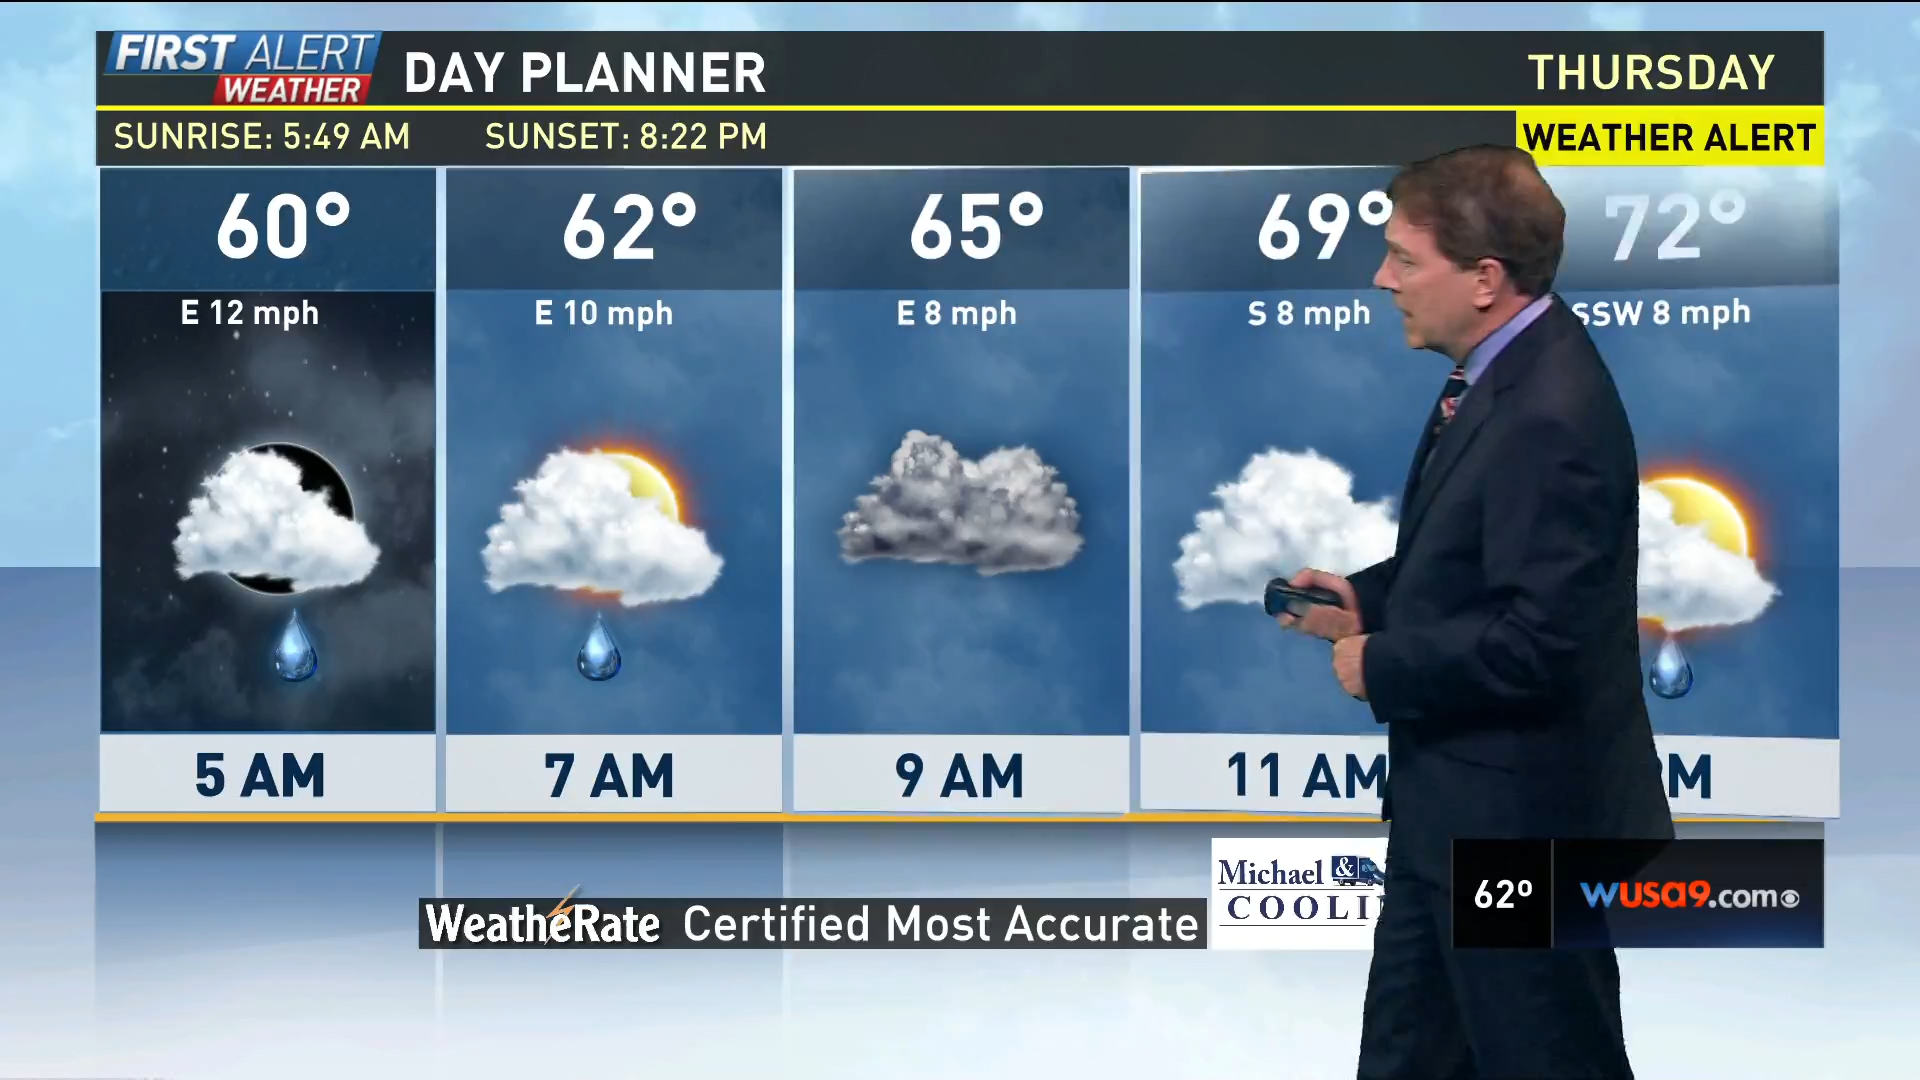 FIRST ALERT
WEATHER
DAY PLANNER
THURSDAY
SUNRISE: 5:49 AM
SUNSET: 8:22 PM
WEATHER ALERT
60°
62°
65°
69°
72°
E 12 mph
E 10 mph
E 8 mph
S 8 mph
SSW 8 mph
5 AM
7 AM
9 AM
11 AM
Michael &
COOLI
WeatheRate Certified Most Accurate
62°
WUSA9.com